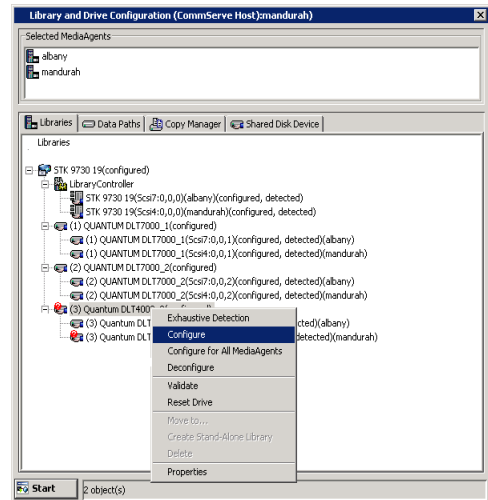 Library and Drive Configuration (CommServe Host):mandurah)
Selected MediaAgents
albany
mandurah
Libraries Data Paths Copy Manager Shared Disk Device
Libraries
STK 9730 19(configured)
LibraryController
STK 9730 19(Scsi7:0,0,0)(albany)(configured, detected)
STK 9730 19(Scsi4:0,0,0)(mandurah)(configured, detected)
(1) QUANTUM DLT7000_1(configured)
(1) QUANTUM DLT7000_1(Scsi7:0,0,1)(configured, detected)(albany)
(1) QUANTUM DLT7000_1(Scsi4:0,0,1)(configured, detected)(mandurah)
(2) QUANTUM DLT7000_2(configured)
(2) QUANTUM DLT7000_2(Scsi7:0,0,2)(configured, detected)(albany)
(2) QUANTUM DLT7000_2(Scsi4:0,0,2)(configured, detected)(mandurah)
(3) Quantum DLT4000
(3) Quantum DLT cted)(albany)
(3) Quantum DLT detected)(mandurah)
Exhaustive Detection
Configure
Configure for All MediaAgents
Deconfigure
Validate
Reset Drive
Move to...
Create Stand-Alone Library
Delete
Properties
Start 2 object(s)